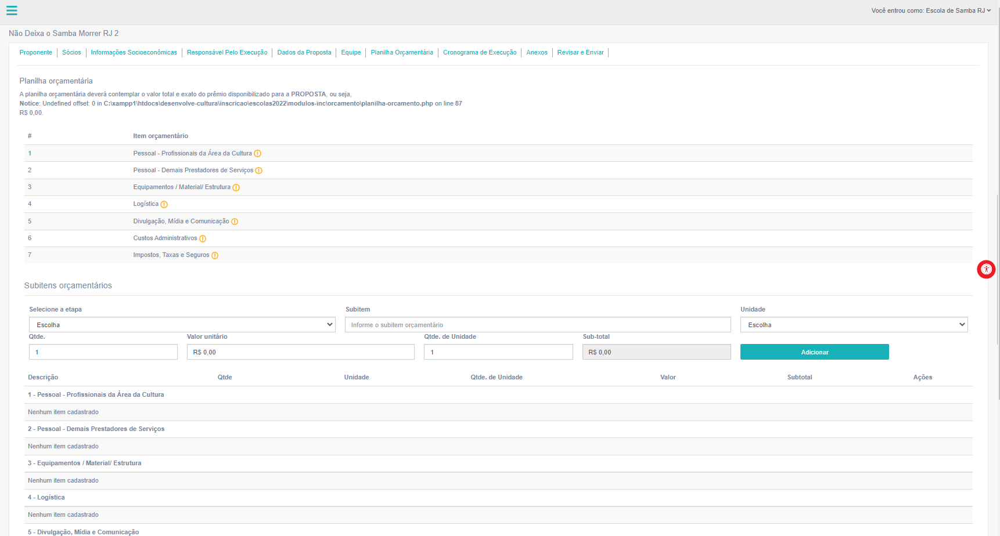 Você entrou como: Escola de Samba RJ
Não Deixa o Samba Morrer RJ 2
Proponente Sócios Informações Socioeconômicas Responsável Pelo Execução Dados da Proposta Equipe Planilha Orçamentária Cronograma de Execução Anexos Revisar e Enviar
Planilha orçamentária
A planilha orçamentária deverá contemplar o valor total e exato do prêmio disponibilizado para a PROPOSTA, ou seja,
Notice: Undefined offset: 0 in C:\xampp1\htdocs\desenvolve-cultura\inscricao\escolas2022\modulos-inc\orcamento\planilha-orcamento.php on line 87
R$ 0,00.
# Item orçamentário
1 Pessoal - Profissionais da Área da Cultura
2 Pessoal - Demais Prestadores de Serviços
3 Equipamentos / Material/ Estrutura
4 Logística
5 Divulgação, Mídia e Comunicação
6 Custos Administrativos
7 Impostos, Taxas e Seguros
Subitens orçamentários
Selecione a etapa Subitem Unidade
Escolha Informe o subitem orçamentário Escolha
Qtde. Valor unitário Qtde. de Unidade Sub-total
1 R$ 0,00 1 R$ 0,00 Adicionar
Descrição Qtde Unidade Qtde. de Unidade Valor Subtotal Ações
1 - Pessoal - Profissionais da Área da Cultura
Nenhum item cadastrado
2 - Pessoal - Demais Prestadores de Serviços
Nenhum item cadastrado
3 - Equipamentos / Material/ Estrutura
Nenhum item cadastrado
4 - Logística
Nenhum item cadastrado
5 - Divulgação, Mídia e Comunicação